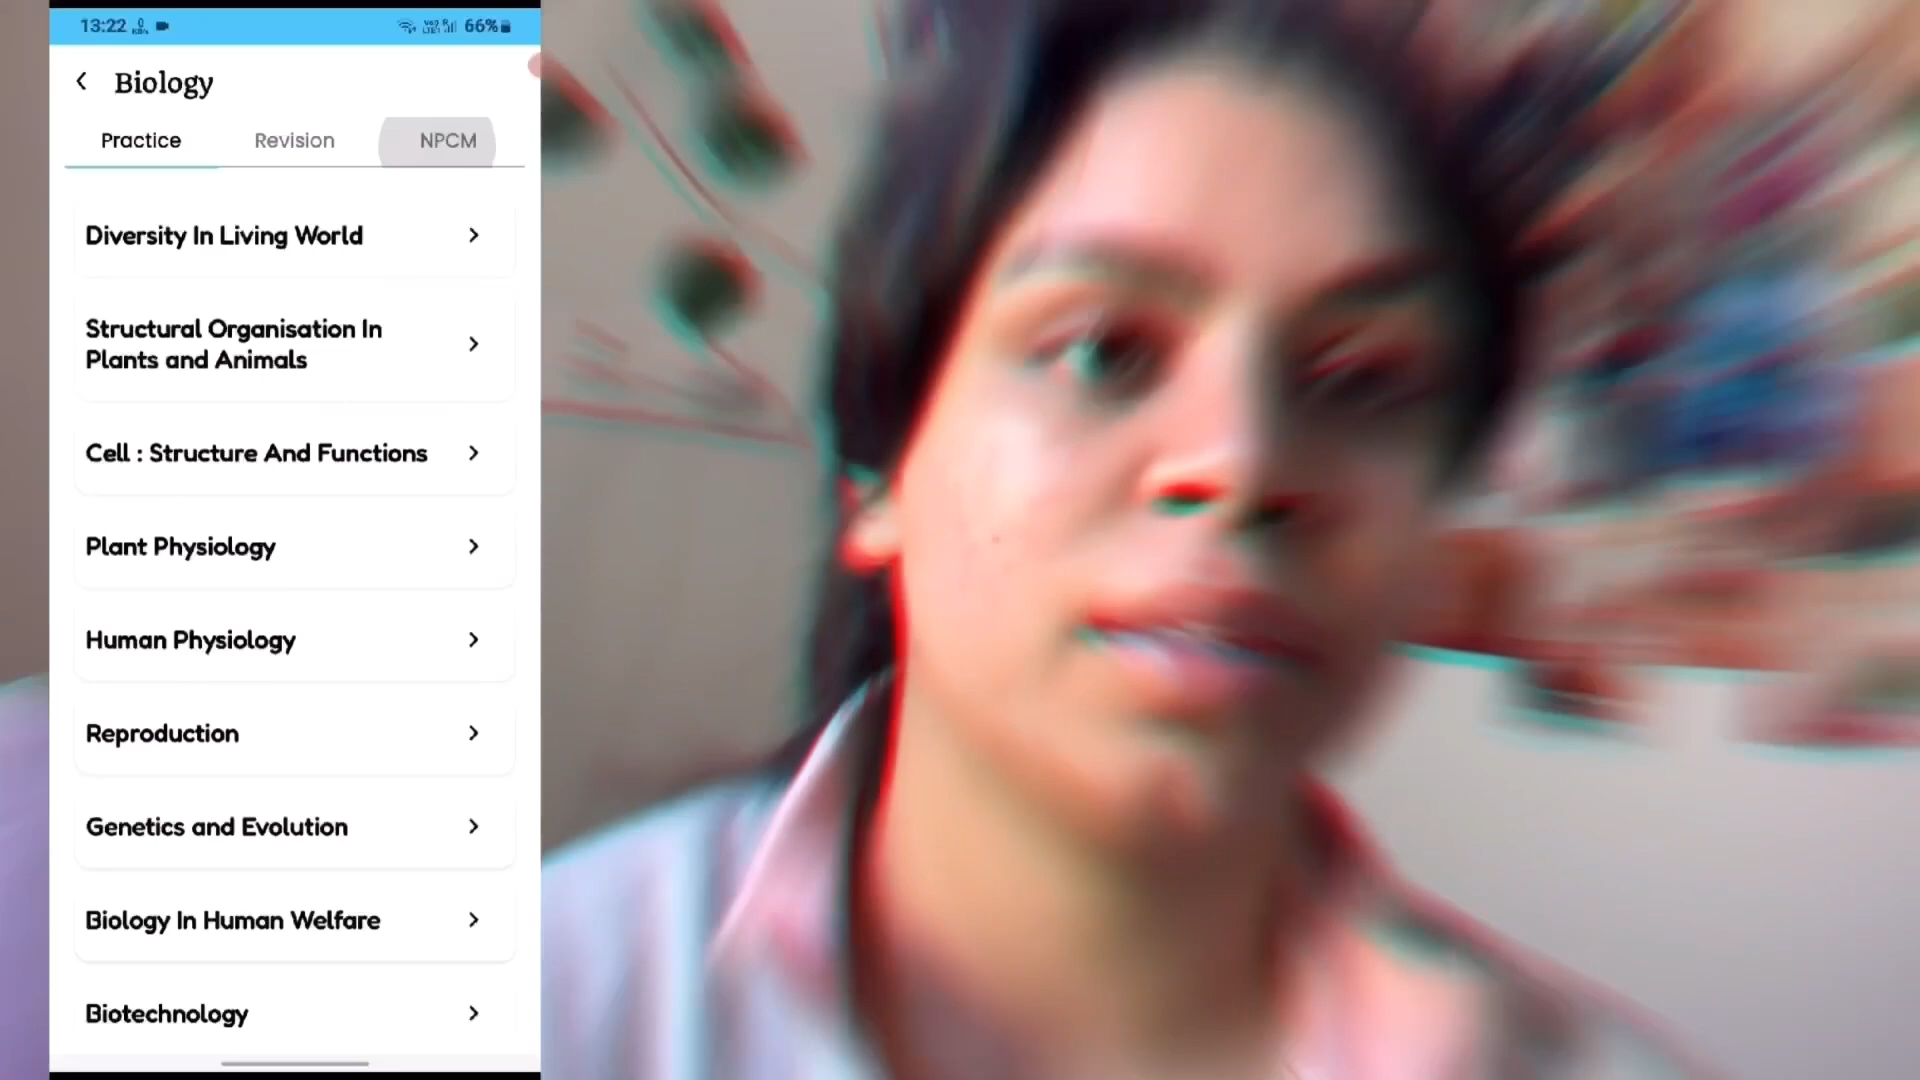 13:22
66%
Biology
Practice Revision NPCM
Diversity In Living World
Structural Organisation In
Plants and Animals
Cell : Structure And Functions
Plant Physiology
Human Physiology
Reproduction
Genetics and Evolution
Biology In Human Welfare
Biotechnology